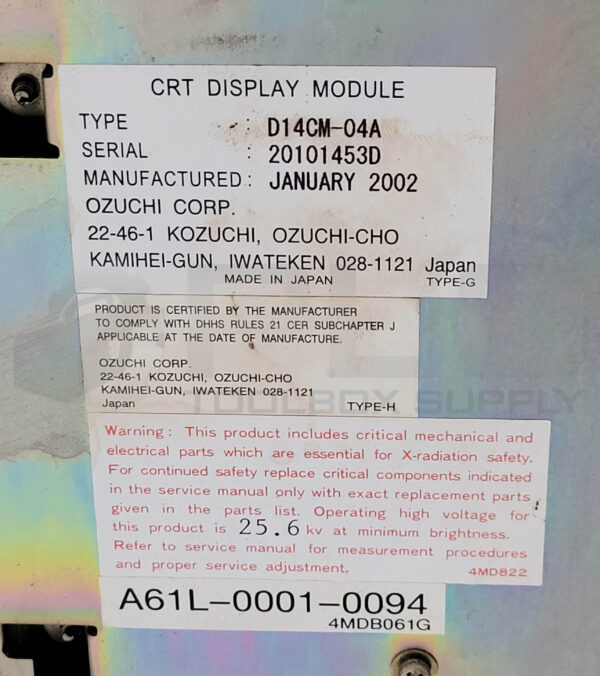 CRT DISPLAY MODULE
TYPE : D14CM-04A
SERIAL : 20101453D
MANUFACTURED : JANUARY 2002
OZUCHI CORP.
22-46-1 KOZUCHI, OZUCHI-CHO
KAMIHEI-GUN, IWATEKEN 028-1121 Japan
MADE IN JAPAN TYPE-G
PRODUCT IS CERTIFIED BY THE MANUFACTURER
TO COMPLY WITH DHHS RULES 21 CER SUBCHAPTER J
APPLICABLE AT THE DATE OF MANUFACTURE.
OZUCHI CORP.
22-46-1 KOZUCHI, OZUCHI-CHO
KAMIHEI-GUN, IWATEKEN 028-1121
Japan TYPE-H
TOOLBOX SUPPLY
Warning: This product includes critical mechanical and
electrical parts which are essential for X-radiation safety.
For continued safety replace critical components indicated
in the service manual only with exact replacement parts
given in the parts list. Operating high voltage for
this product is 25.6 kv at minimum brightness.
Refer to service manual for measurement procedures
and proper service adjustment. 4MD822
A61L-0001-0094
4MDB061G